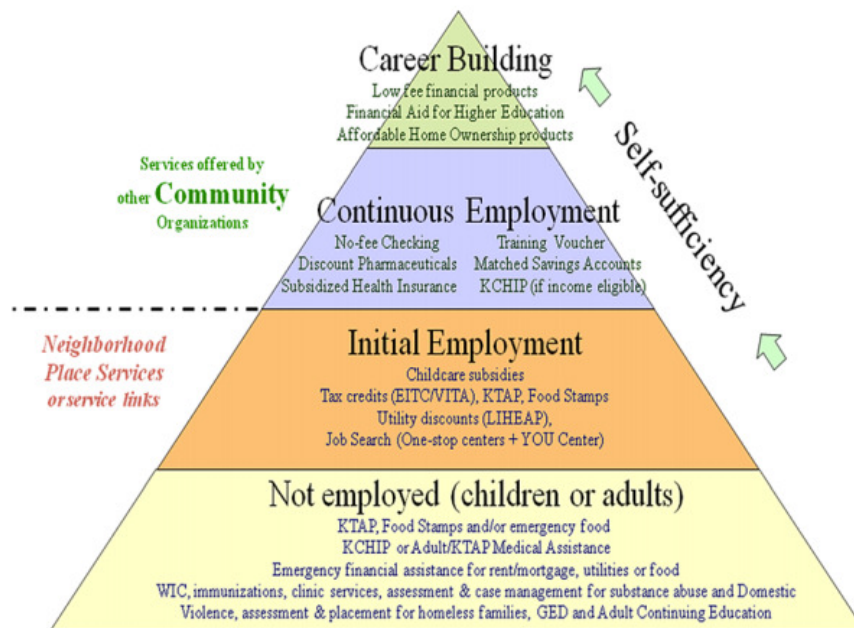 Career Building
Low fee financial products
Financial Aid for Higher Education
Affordable Home Ownership products
Services offered by
other Community
Organizations
Self-sufficiency
Continuous Employment
No-fee Checking
Discount Pharmaceuticals
Subsidized Health Insurance
Training Voucher
Matched Savings Accounts
KCHIP (if income eligible)
Neighborhood
Place Services
or service links
Initial Employment
Childcare subsidies
Tax credits (EITC/VITA), KTAP, Food Stamps
Utility discounts (LIHEAP),
Job Search (One-stop centers + YOU Center)
Not employed (children or adults)
KTAP, Food Stamps and/or emergency food
KCHIP or Adult/KTAP Medical Assistance
Emergency financial assistance for rent/mortgage, utilities or food
WIC, immunizations, clinic services, assessment & case management for substance abuse and Domestic
Violence, assessment & placement for homeless families, GED and Adult Continuing Education